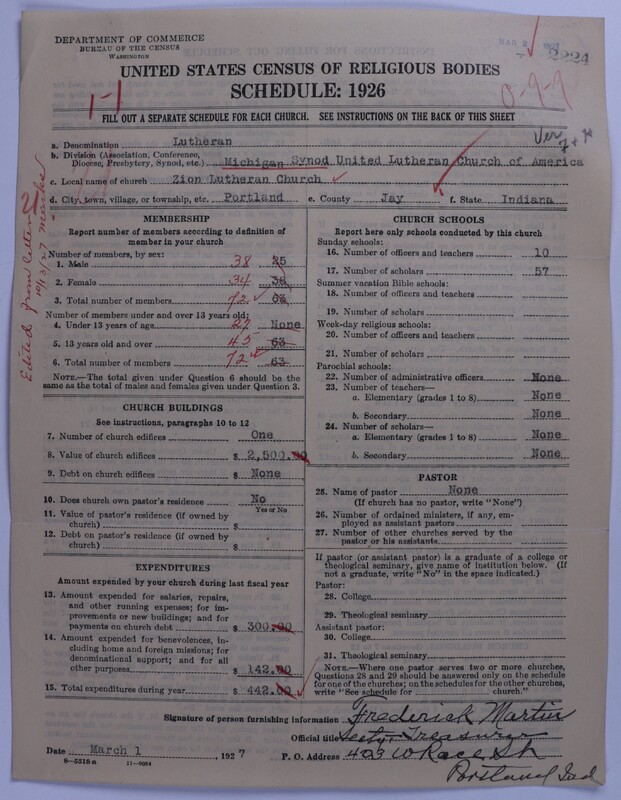 DEPARTMENT OF COMMERCE
BUREAU OF THE CENSUS
WASHINGTON
2224
UNITED STATES CENSUS OF RELIGIOUS BODIES
SCHEDULE: 1926
1-1
0-9-9
FILL OUT A SEPARATE SCHEDULE FOR EACH CHURCH. SEE INSTRUCTIONS ON THE BACK OF THIS SHEET
Ver
a. Denomination Lutheran
b. Division (Association, Conference, Diocese, Presbytery, Synod, etc.) Michigan Synod United Lutheran Church of America
c. Local name of church Zion Lutheran Church
d. City, town, village, or township, etc. Portland e. County Jay f. State Indiana
Edited from letter 10/13/27
MEMBERSHIP
Report number of members according to definition of
member in your church
Number of members, by sex:
1. Male 38 25
2. Female 34 38
3. Total number of members 72 63
Number of members under and over 13 years old:
4. Under 13 years of age 27 None
5. 13 years old and over 45 63
6. Total number of members 72 63
NOTE.—The total given under Question 6 should be
same as the total of males and females given under Question 3.
CHURCH BUILDINGS
See instructions, paragraphs 10 to 12
7. Number of church edifices One
8. Value of church edifices $ 2,500.00
9. Debt on church edifices $ None
10. Does church own pastor's residence No
Yes or No
11. Value of pastor's residence (if owned by
church) $
12. Debt on pastor's residence (if owned by
church) $
EXPENDITURES
Amount expended by your church during last fiscal year
13. Amount expended for salaries, repairs,
and other running expenses; for im-
provements or new buildings; and for
payments on church debt $ 300.00
14. Amount expended for benevolences, in-
cluding home and foreign missions; for
denominational support; and for all
other purposes $ 142.00
15. Total expenditures during year $ 442.00
CHURCH SCHOOLS
Report here only schools conducted by this church
Sunday schools:
16. Number of officers and teachers 10
17. Number of scholars 57
Summer vacation Bible schools:
18. Number of officers and teachers
19. Number of scholars
Week-day religious schools:
20. Number of officers and teachers
21. Number of scholars
Parochial schools:
22. Number of administrative officers None
23. Number of teachers—
a. Elementary (grades 1 to 8) None
b. Secondary None
24. Number of scholars—
a. Elementary (grades 1 to 8) None
b. Secondary None
PASTOR
25. Name of pastor None
(If church has no pastor, write "None")
26. Number of ordained ministers, if any, em-
ployed as assistant pastors
27. Number of other churches served by the
pastor or his assistants
If pastor (or assistant pastor) is a graduate of a college or
theological seminary, give name of institution below. (If
not a graduate, write "No" in the space indicated.)
Pastor:
28. College
29. Theological seminary
Assistant pastor:
30. College
31. Theological seminary
NOTE.—Where one pastor serves two or more churches,
Questions 28 and 29 should be answered only on the schedule
for one of the churches; on the schedules for the other churches,
write "See schedule for church."
Signature of person furnishing information Frederick Martin
Official title Secty Treasurer
Date March 1 1927 P. O. Address 403 W Race St
8-5518a 11-9084 Portland Ind